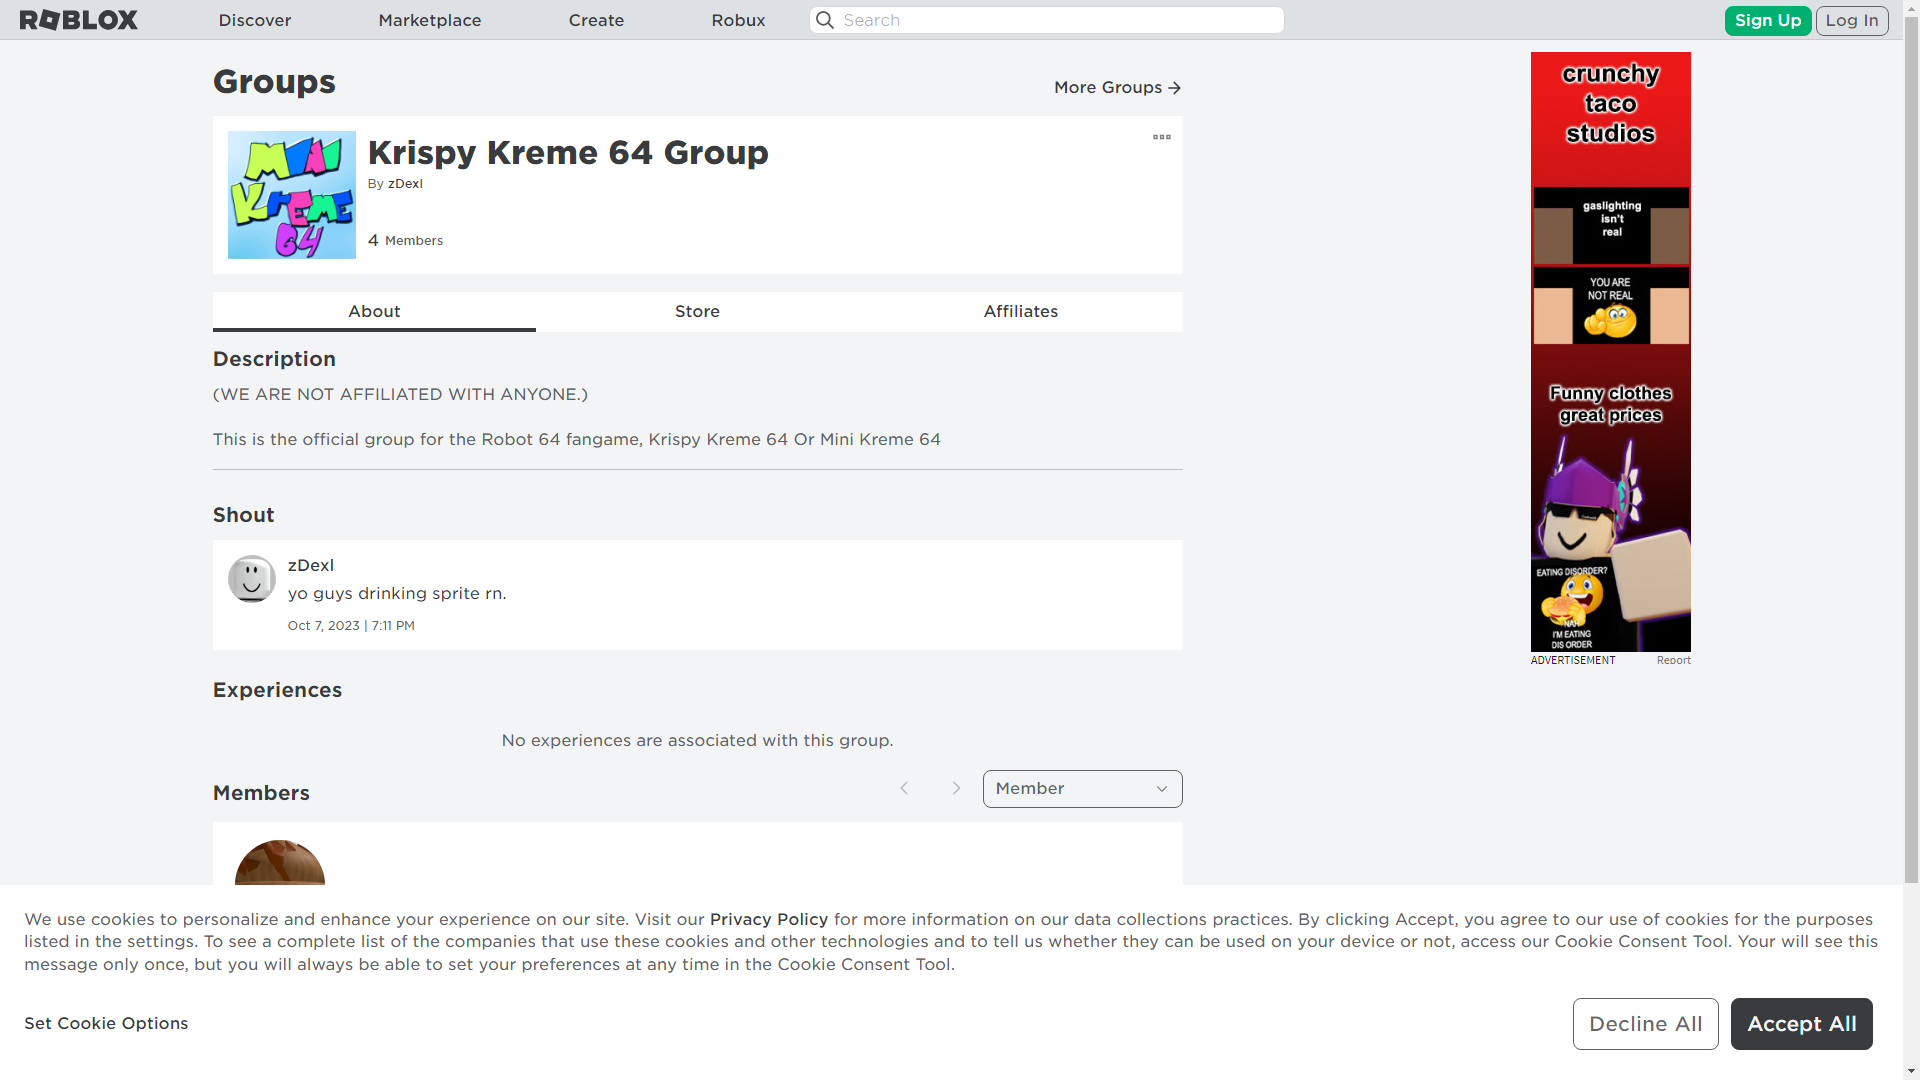 ROBLOX
Discover
Marketplace
Create
Robux
Search
Sign Up
Log In
Groups
More Groups
MINI
KREME
64
Krispy Kreme 64 Group
By zDexl
4 Members
About
Store
Affiliates
Description
(WE ARE NOT AFFILIATED WITH ANYONE.)
This is the official group for the Robot 64 fangame, Krispy Kreme 64 Or Mini Kreme 64
Shout
zDexl
yo guys drinking sprite rn.
Oct 7, 2023 | 7:11 PM
Experiences
No experiences are associated with this group.
Members
Member
crunchy
taco
studios
gaslighting
isn't
real
YOU ARE
NOT REAL
Funny clothes
great prices
EATING DISORDER?
NAH
I'M EATING
DIS ORDER
ADVERTISEMENT
Report
We use cookies to personalize and enhance your experience on our site. Visit our Privacy Policy for more information on our data collections practices. By clicking Accept, you agree to our use of cookies for the purposes
listed in the settings. To see a complete list of the companies that use these cookies and other technologies and to tell us whether they can be used on your device or not, access our Cookie Consent Tool. Your will see this
message only once, but you will always be able to set your preferences at any time in the Cookie Consent Tool.
Set Cookie Options
Decline All
Accept All